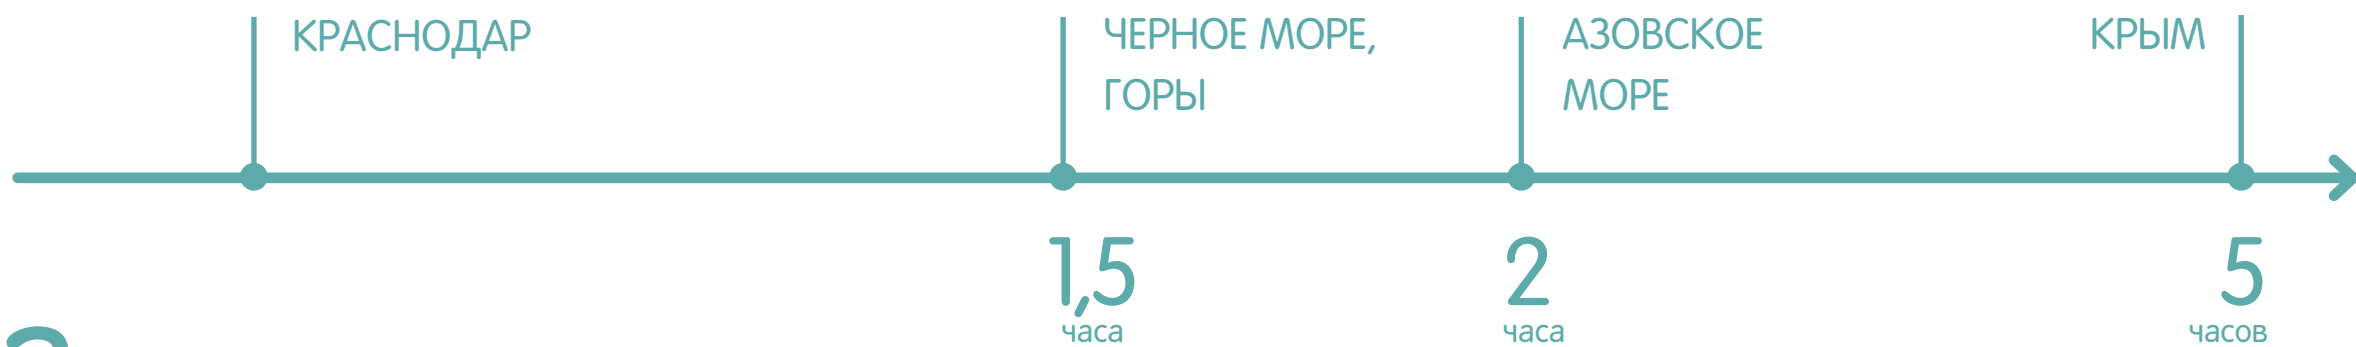 КРАСНОДАР
ЧЕРНОЕ МОРЕ,
ГОРЫ
АЗОВСКОЕ
МОРЕ
КРЫМ
1,5
часа
2
часа
5
часов